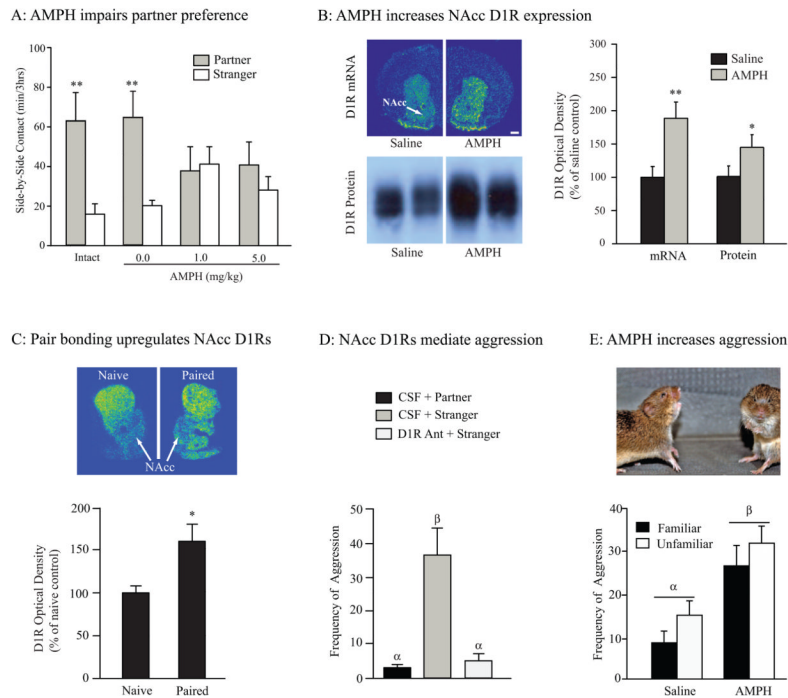 A: AMPH impairs partner preference
Side-by-Side Contact (min/3hrs)
100
80
60
40
20
0
Partner
Stranger
**
**
Intact
0.0
1.0
5.0
AMPH (mg/kg)
B: AMPH increases NAcc D1R expression
D1R mRNA
NAcc
Saline
AMPH
D1R Protein
Saline
AMPH
D1R Optical Density
(% of saline control)
300
250
200
150
100
50
0
Saline
AMPH
**
*
mRNA
Protein
C: Pair bonding upregulates NAcc D1Rs
Naive
Paired
NAcc
D1R Optical Density
(% of naive control)
200
150
100
50
0
*
Naive
Paired
D: NAcc D1Rs mediate aggression
CSF + Partner
CSF + Stranger
D1R Ant + Stranger
Frequency of Aggression
50
40
30
20
10
0
α
β
α
E: AMPH increases aggression
Frequency of Aggression
40
30
20
10
0
Familiar
Unfamiliar
α
β
Saline
AMPH